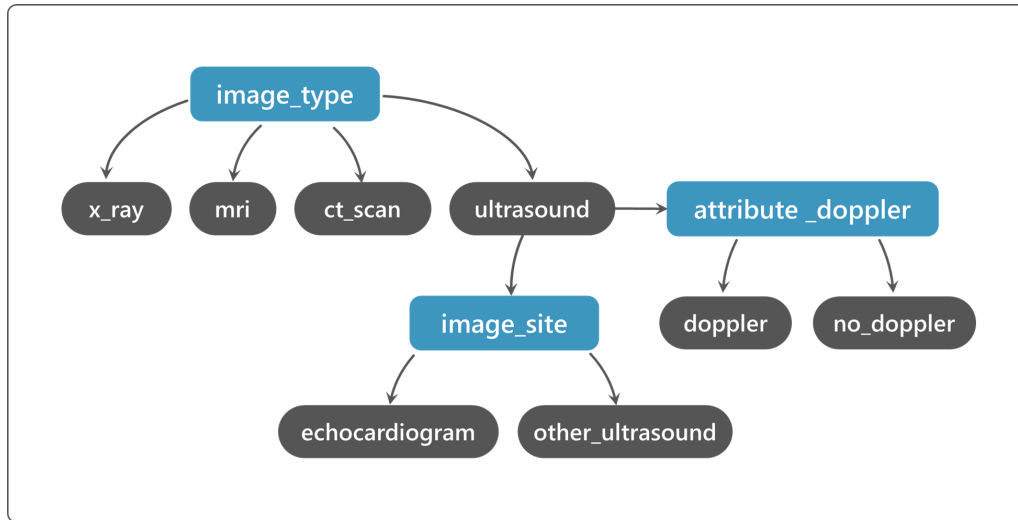 image_type
x_ray
mri
ct_scan
ultrasound
attribute _doppler
image_site
doppler
no_doppler
echocardiogram
other_ultrasound